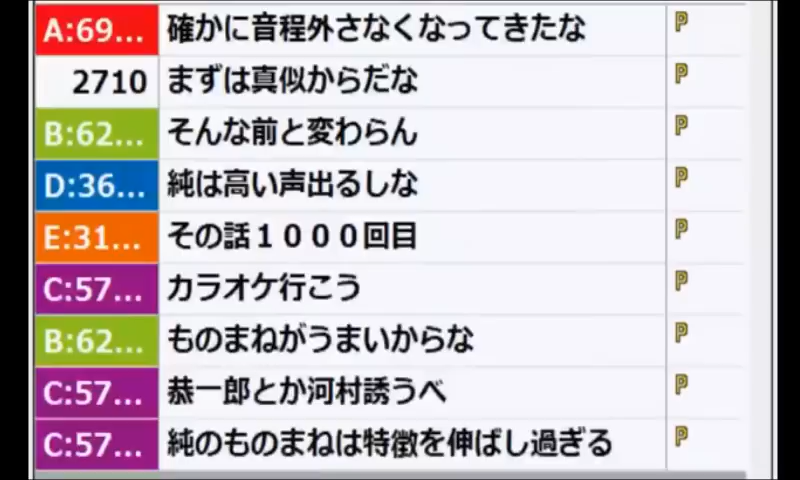 A:69... 確かに音程外さなくなってきたな P
2710 まずは真似からだな P
B:62... そんな前と変わらん P
D:36... 純は高い声出るしな P
E:31... その話１０００回目 P
C:57... カラオケ行こう P
B:62... ものまねがうまいからな P
C:57... 恭一郎とか河村誘うべ P
C:57... 純のものまねは特徴を伸ばし過ぎる P